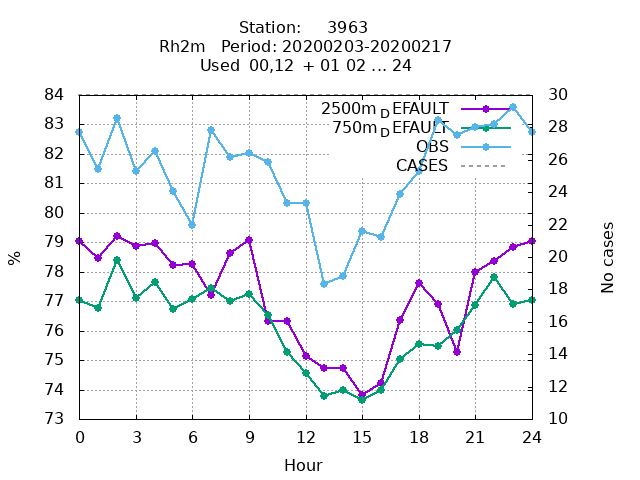 Station: 3963
Rh2m Period: 20200203-20200217
Used 00,12 + 01 02 ... 24
84 30
83 28
82 26
81 24
80 22
79 20
78 18
77 16
76 14
75 12
74 10
73
2500mDEFAULT
750mDEFAULT
OBS
CASES
%
No cases
0 3 6 9 12 15 18 21 24
Hour